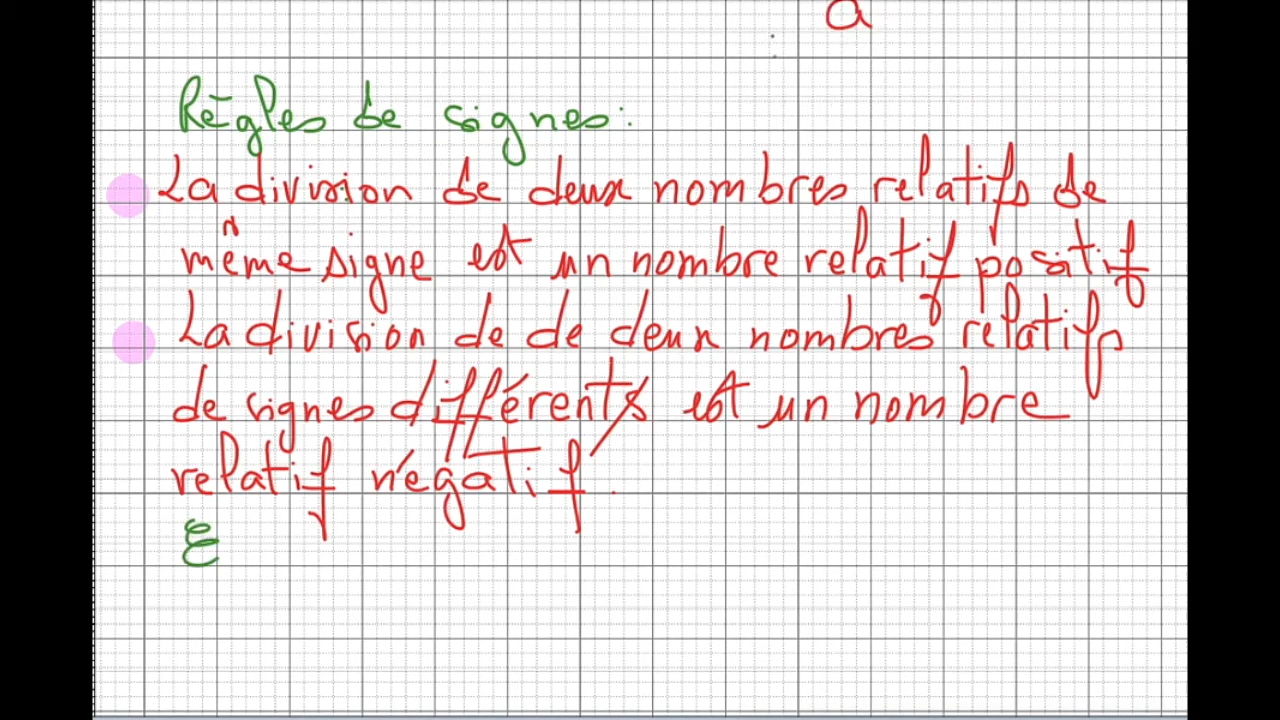 a
Règles de signes:
La division de deux nombres relatifs de
même signe est un nombre relatif positif
La division de de deux nombres relatifs
de signes différents est un nombre
relatif négatif.
E